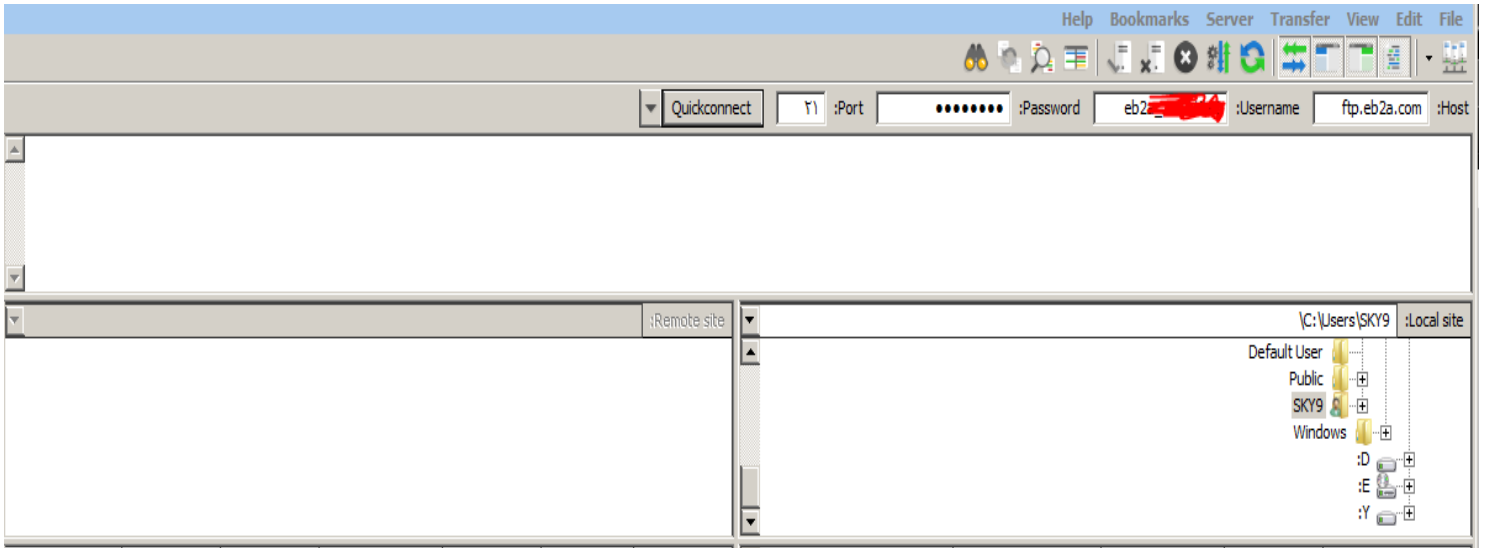 Help Bookmarks Server Transfer View Edit File
Quickconnect ٢١ :Port •••••••• :Password :Username ftp.eb2a.com :Host
:Remote site \C:\Users\SKY9 :Local site
Default User
Public
SKY9
Windows
:D
:E
:Y